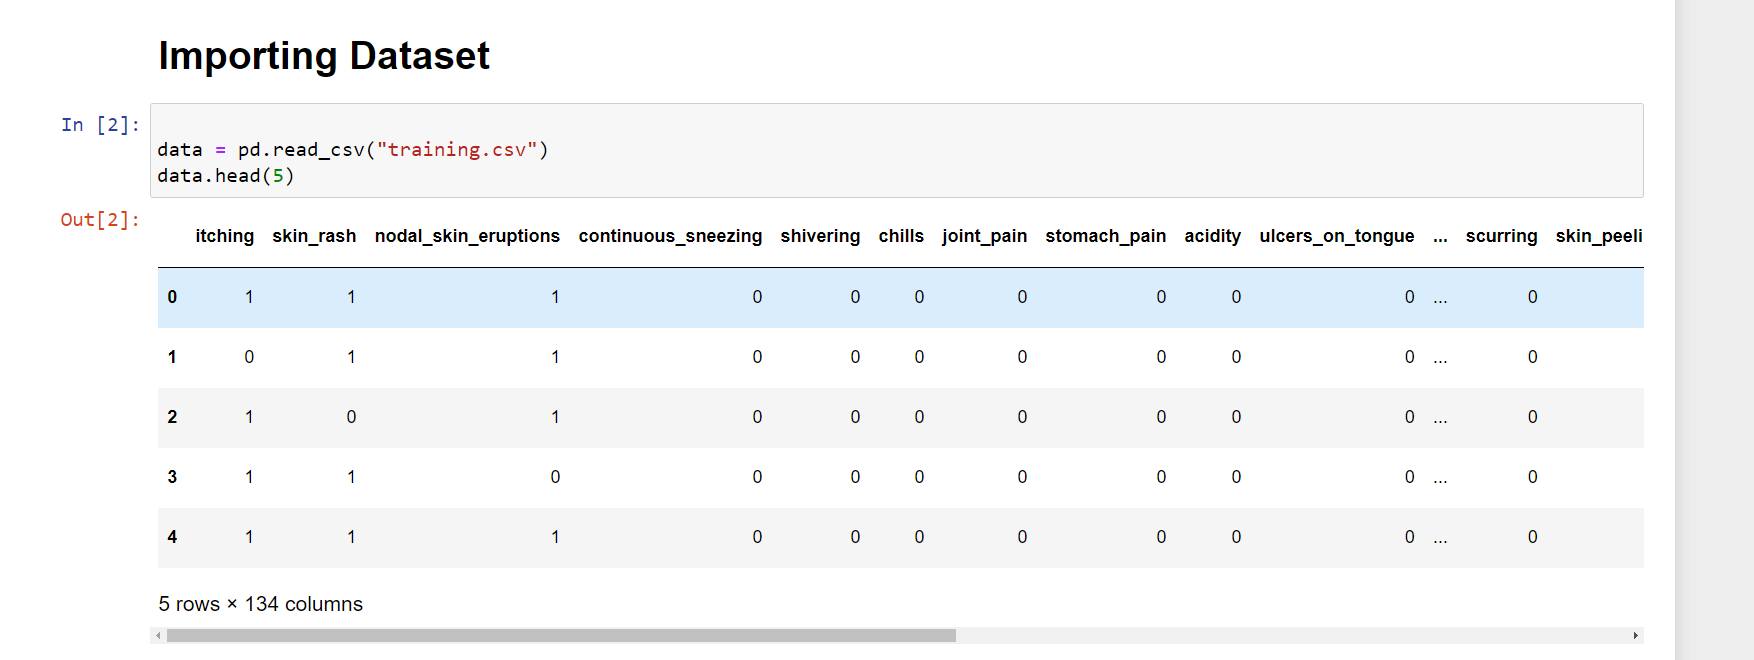 Importing Dataset
In [2]:
data = pd.read_csv("training.csv")
data.head(5)
Out[2]:
itching skin_rash nodal_skin_eruptions continuous_sneezing shivering chills joint_pain stomach_pain acidity ulcers_on_tongue ... scurring skin_peeli
0 1 1 1 0 0 0 0 0 0 0 ... 0
1 0 1 1 0 0 0 0 0 0 0 ... 0
2 1 0 1 0 0 0 0 0 0 0 ... 0
3 1 1 0 0 0 0 0 0 0 0 ... 0
4 1 1 1 0 0 0 0 0 0 0 ... 0
5 rows × 134 columns